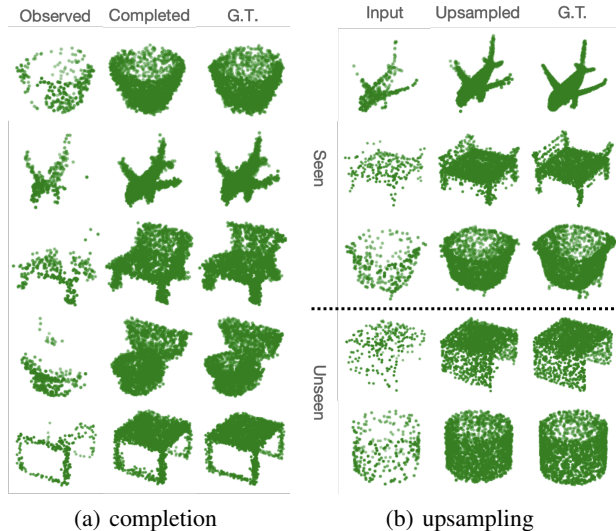 Observed Completed G.T.
Input Upsampled G.T.
Seen
Unseen
(a) completion
(b) upsampling